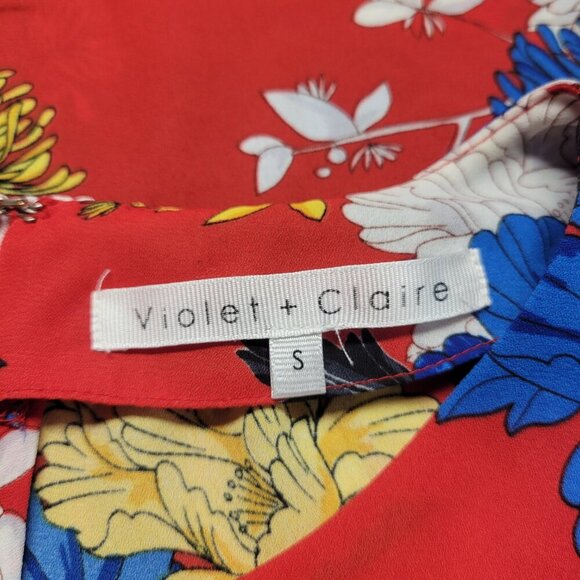 Violet + Claire
S